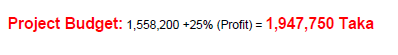 Project Budget: 1,558,200 +25% (Profit) = 1,947,750 Taka